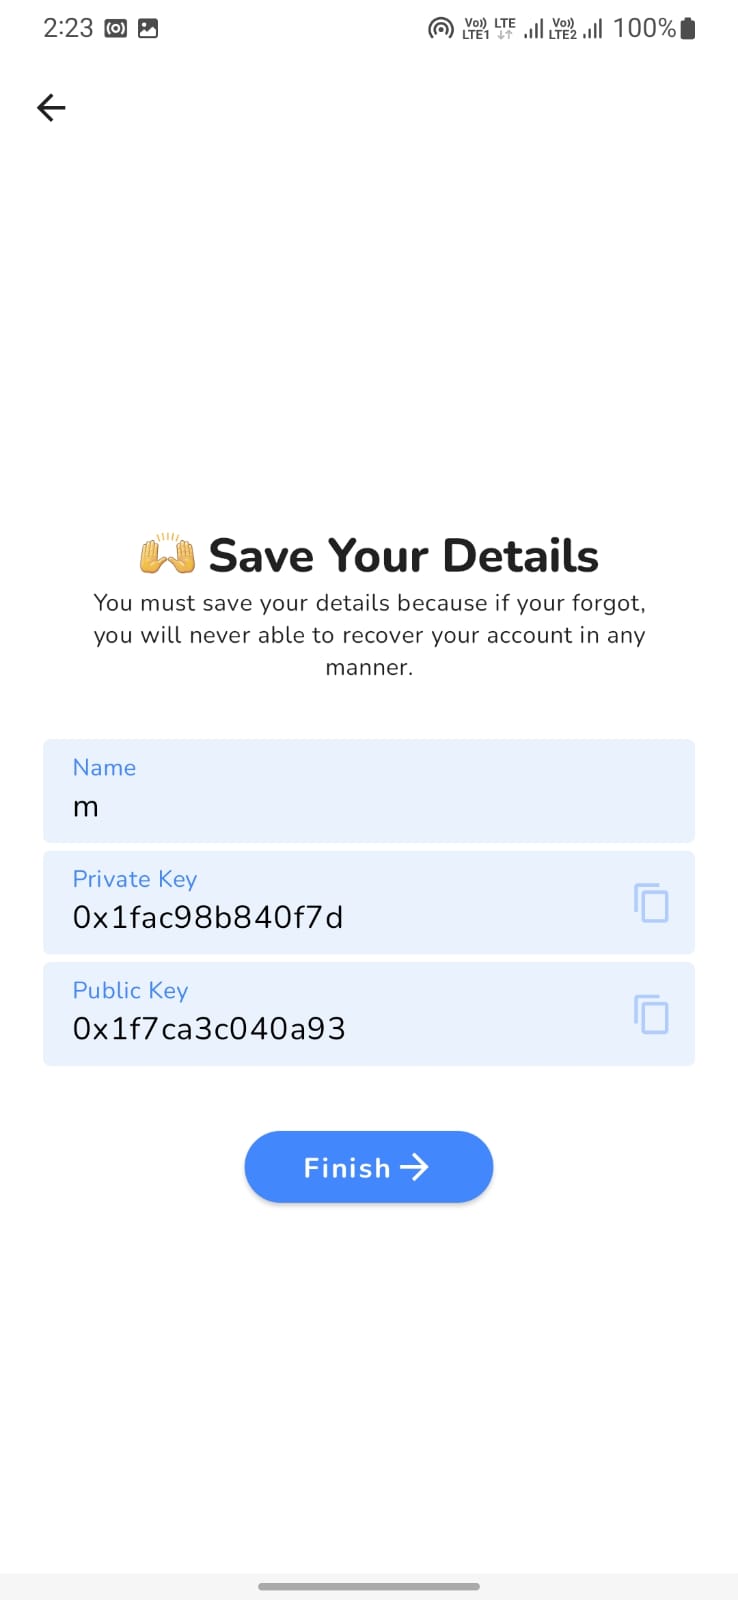 2:23 Vo)) LTE Vo)) 100%
LTE1 LTE2
Save Your Details
You must save your details because if your forgot,
you will never able to recover your account in any
manner.
Name
m
Private Key
0x1fac98b840f7d
Public Key
0x1f7ca3c040a93
Finish